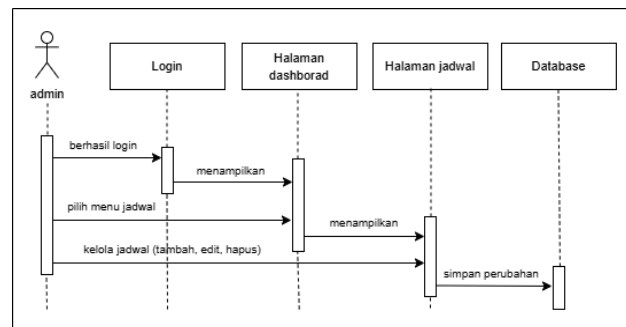 Login
Halaman
dashborad
Halaman jadwal
Database
admin
berhasil login
menampilkan
pilih menu jadwal
menampilkan
kelola jadwal (tambah, edit, hapus)
simpan perubahan